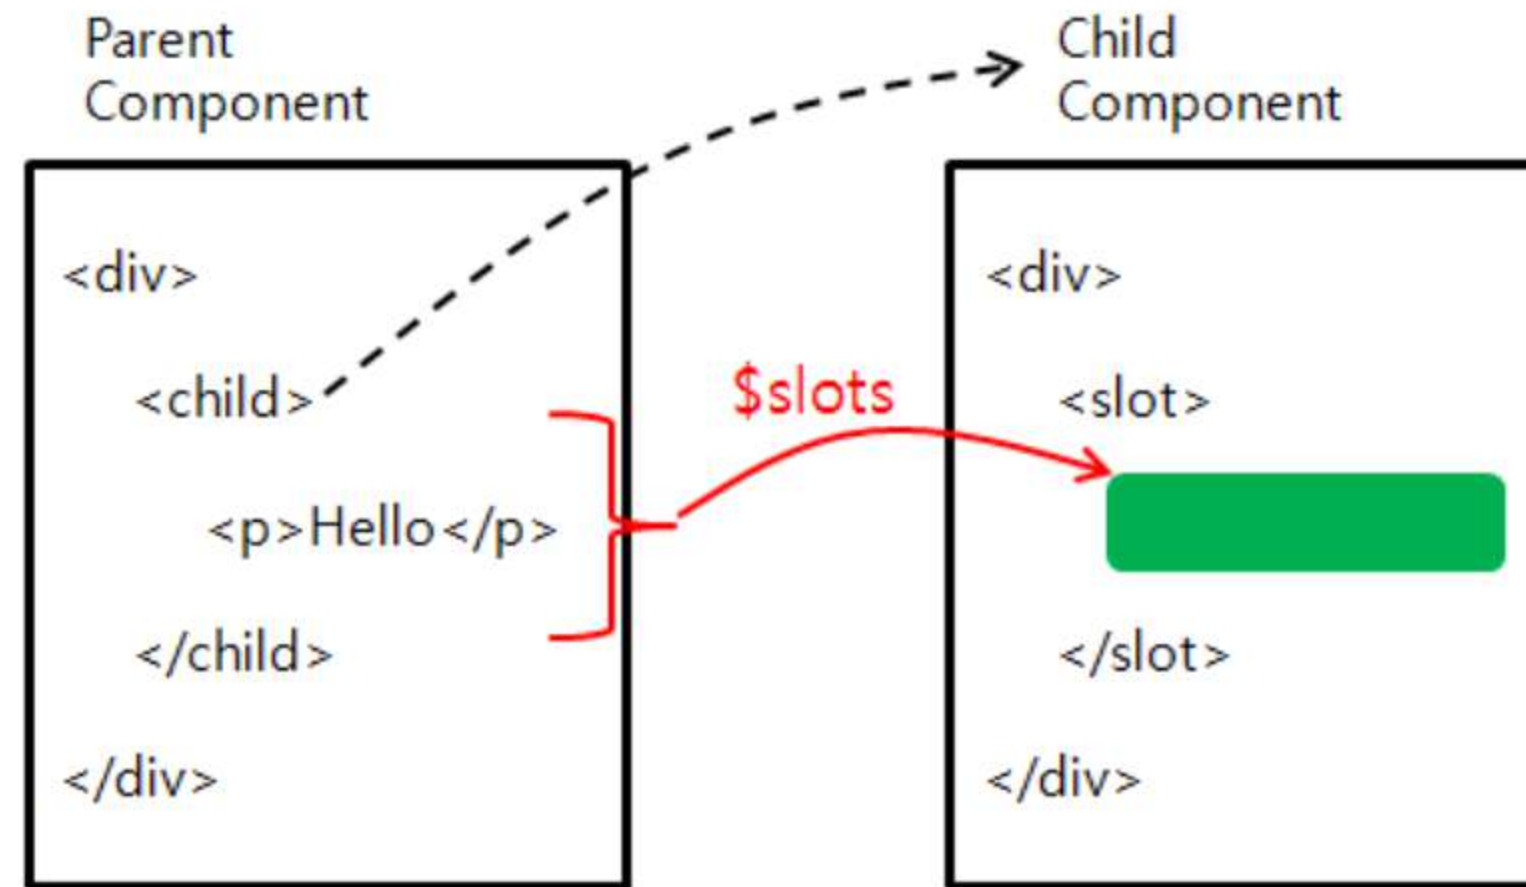 Parent
Component
<div>
<child>
<p>Hello</p>
</child>
</div>
$slots
Child
Component
<div>
<slot>
</slot>
</div>